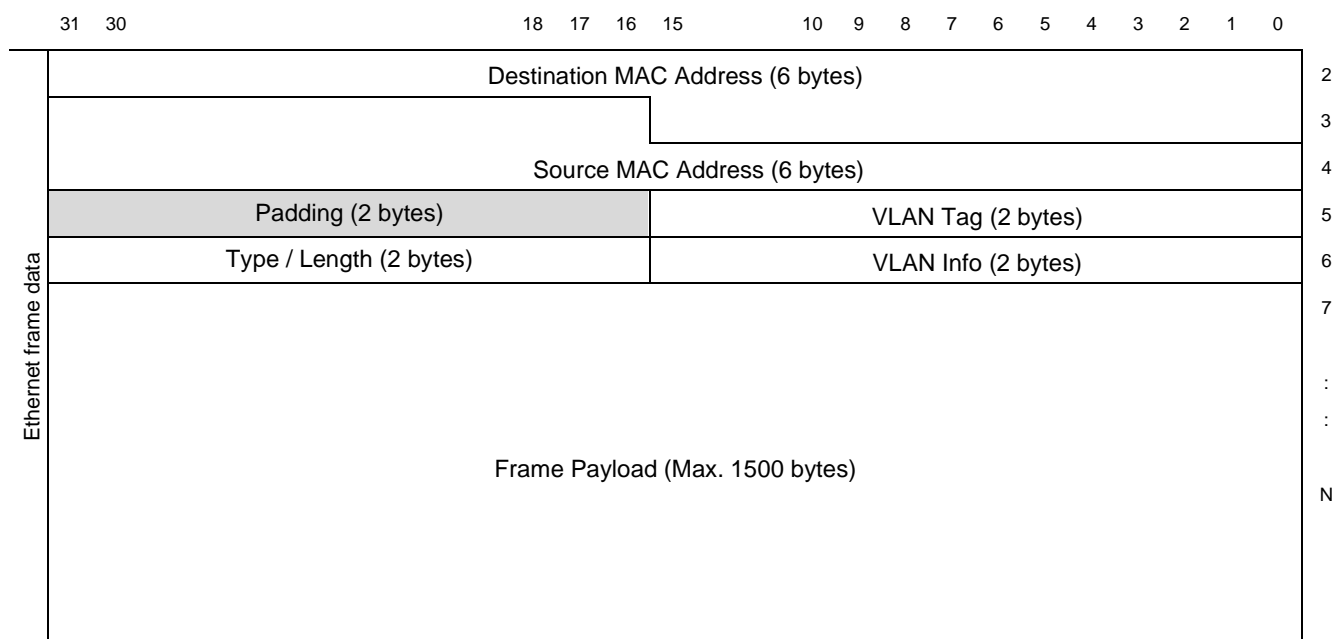 31 30 18 17 16 15 10 9 8 7 6 5 4 3 2 1 0
Destination MAC Address (6 bytes) 2
3
Source MAC Address (6 bytes) 4
Padding (2 bytes) VLAN Tag (2 bytes) 5
Type / Length (2 bytes) VLAN Info (2 bytes) 6
7
:
:
Ethernet frame data
Frame Payload (Max. 1500 bytes)
N